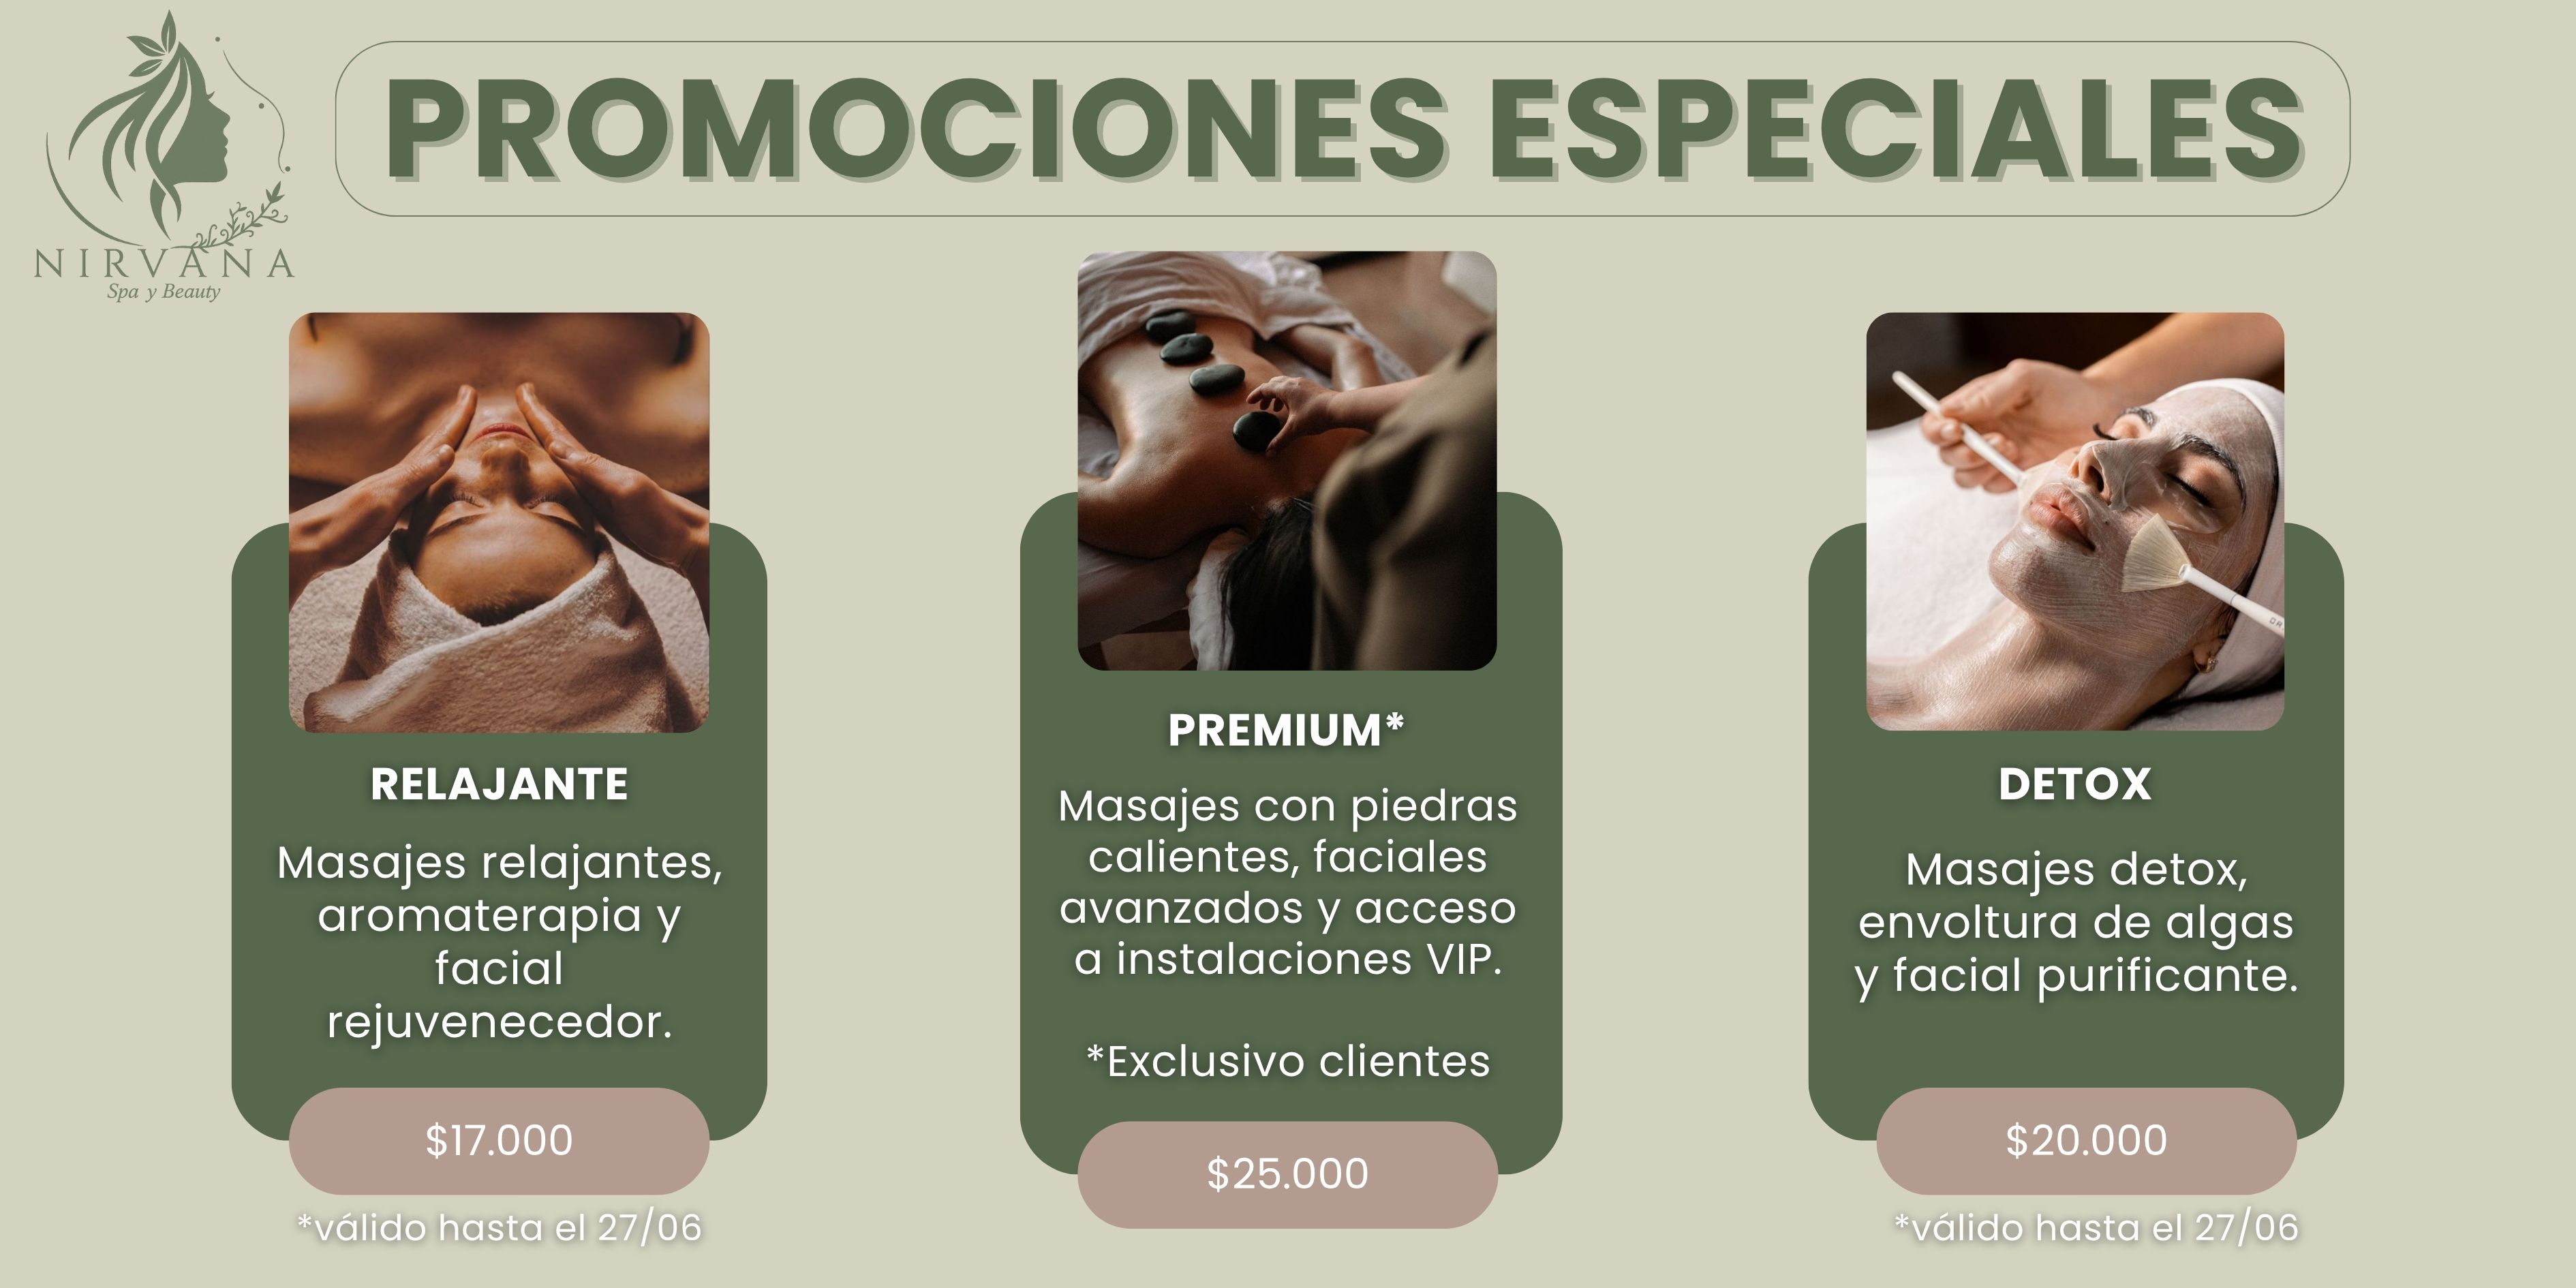 NIRVANA
Spa y Beauty
PROMOCIONES ESPECIALES
RELAJANTE
Masajes relajantes,
aromaterapia y
facial
rejuvenecedor.
$17.000
*válido hasta el 27/06
PREMIUM*
Masajes con piedras
calientes, faciales
avanzados y acceso
a instalaciones VIP.
*Exclusivo clientes
$25.000
DETOX
Masajes detox,
envoltura de algas
y facial purificante.
$20.000
*válido hasta el 27/06